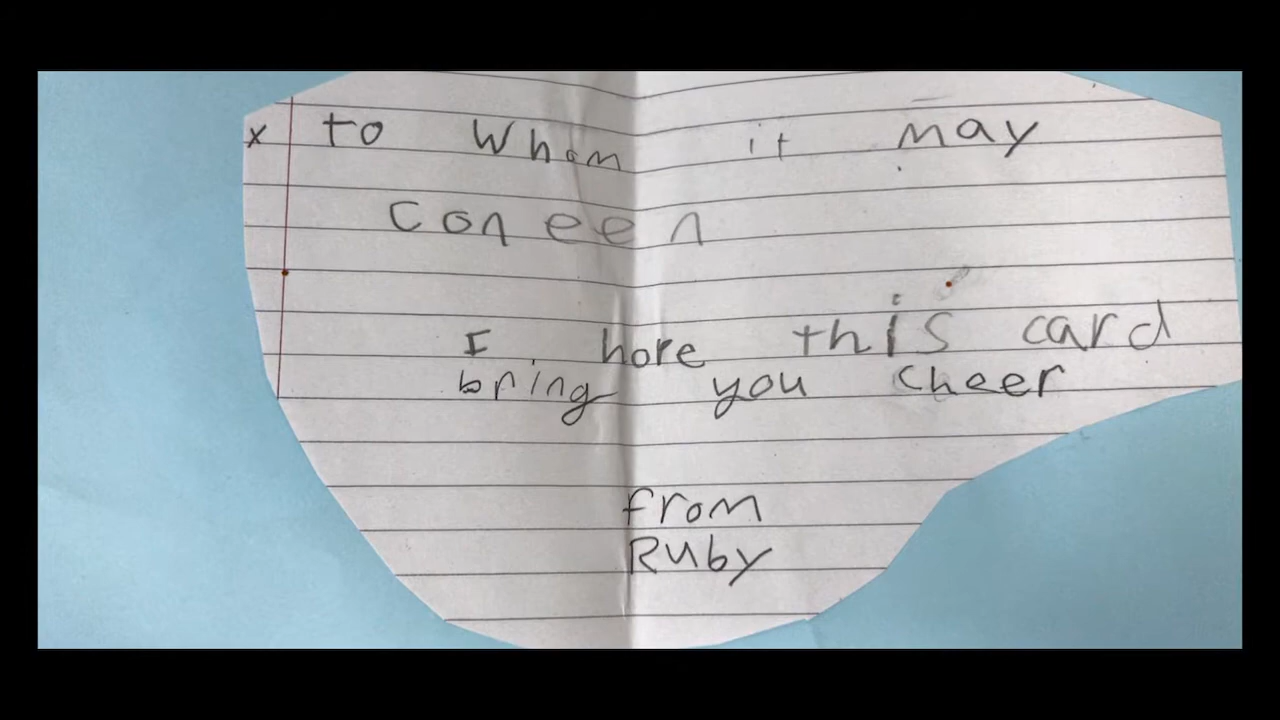 x to Whom it may
coneen
I hore this card
bring you cheer
from
Ruby